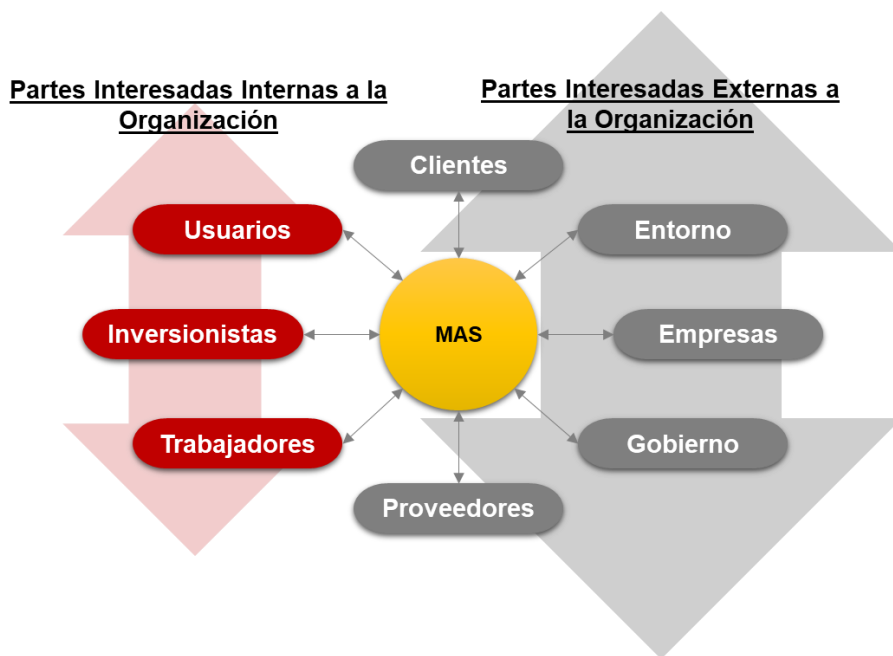 Partes Interesadas Internas a la
Organización
Partes Interesadas Externas a
la Organización
Clientes
Usuarios
Entorno
Inversionistas
MAS
Empresas
Trabajadores
Gobierno
Proveedores